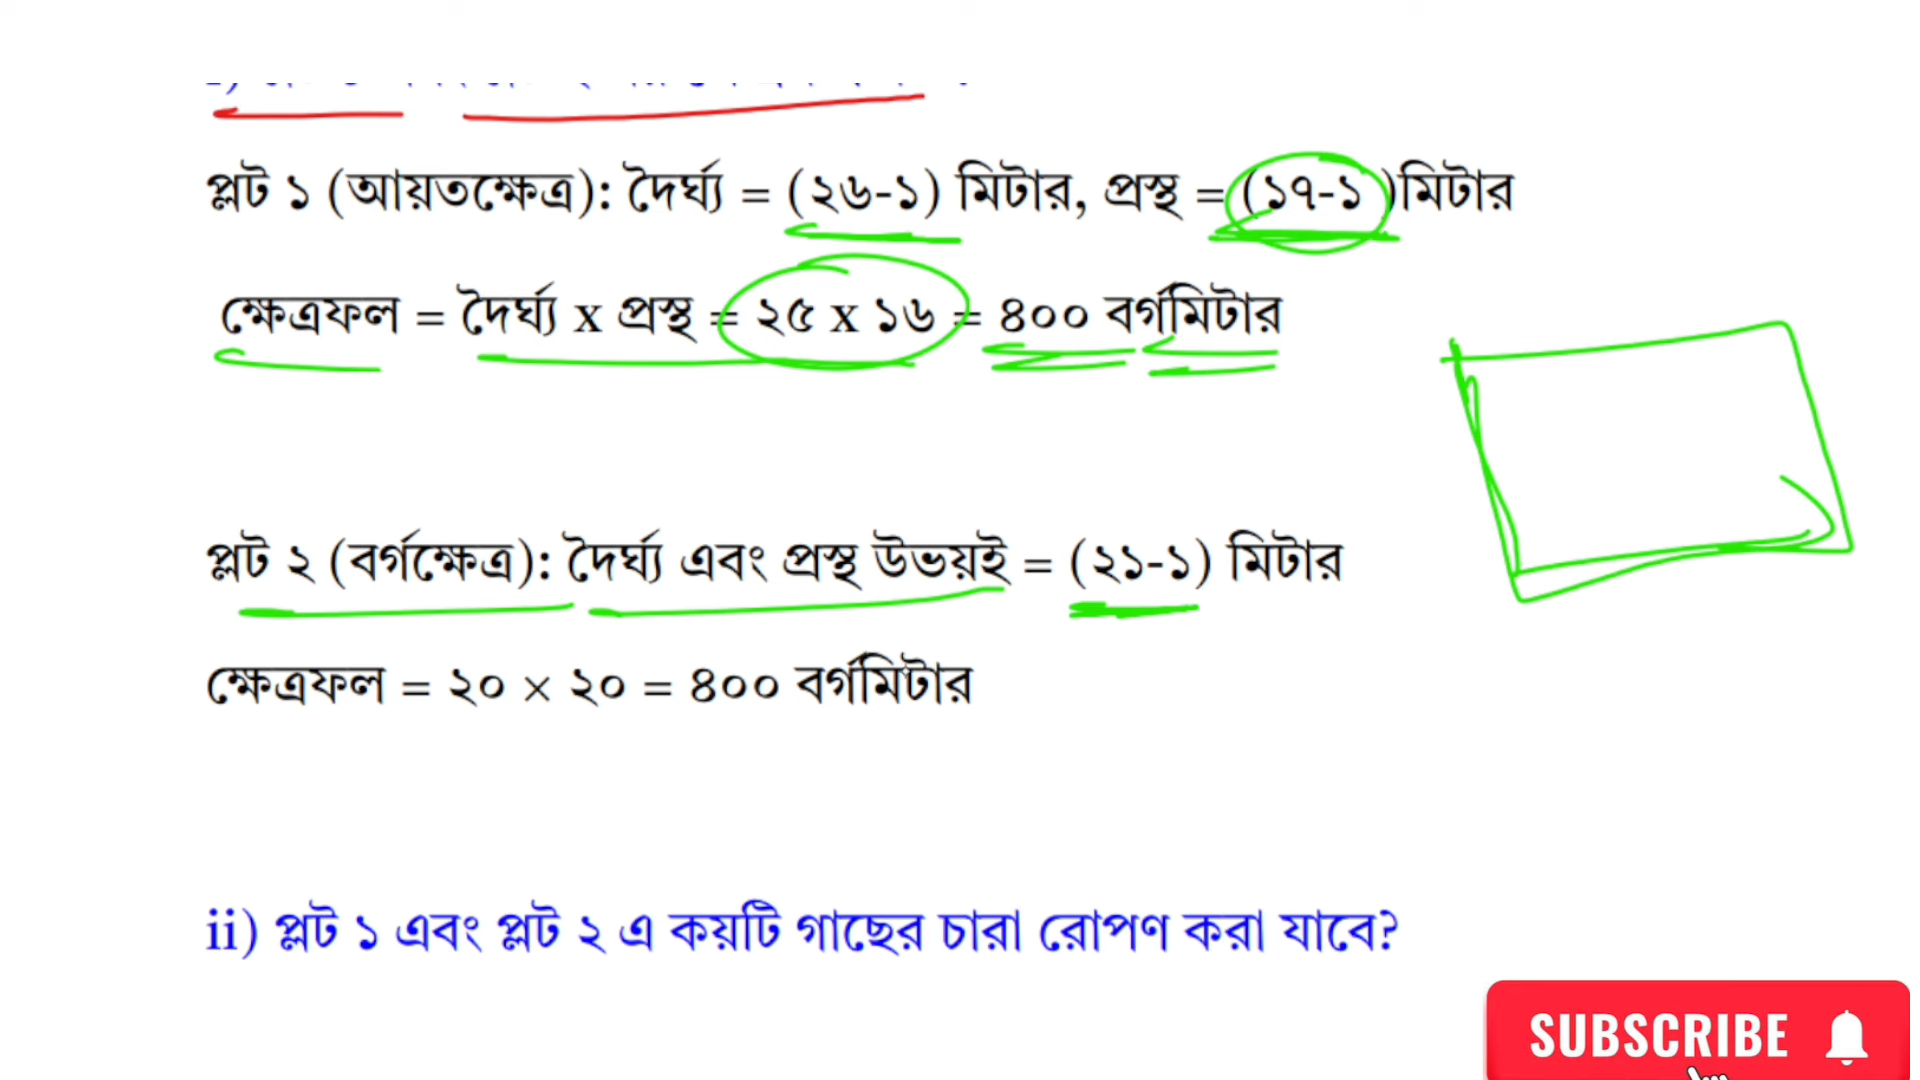 প্লট ১ (আয়তক্ষেত্র): দৈর্ঘ্য = (২৬-১) মিটার, প্রস্থ = (১৭-১ )মিটার
ক্ষেত্রফল = দৈর্ঘ্য x প্রস্থ = ২৫ x ১৬ = ৪০০ বর্গমিটার
প্লট ২ (বর্গক্ষেত্র): দৈর্ঘ্য এবং প্রস্থ উভয়ই = (২১-১) মিটার
ক্ষেত্রফল = ২০ × ২০ = ৪০০ বর্গমিটার
ii) প্লট ১ এবং প্লট ২ এ কয়টি গাছের চারা রোপণ করা যাবে?
SUBSCRIBE